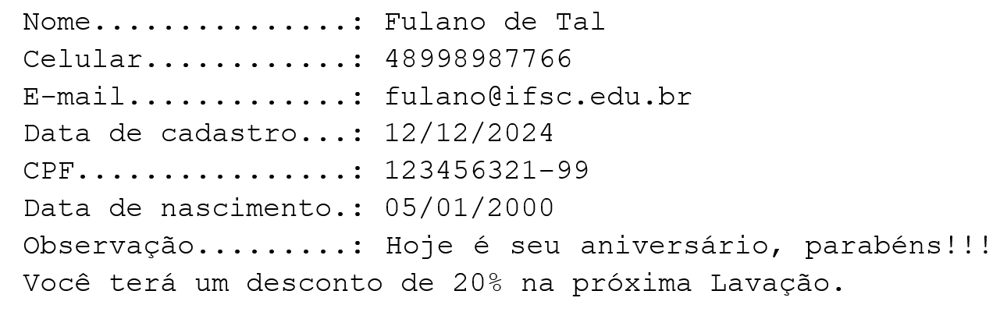 Nome...............: Fulano de Tal
Celular............: 48998987766
E-mail.............: fulano@ifsc.edu.br
Data de cadastro...: 12/12/2024
CPF................: 123456321-99
Data de nascimento.: 05/01/2000
Observação.........: Hoje é seu aniversário, parabéns!!!
Você terá um desconto de 20% na próxima Lavação.